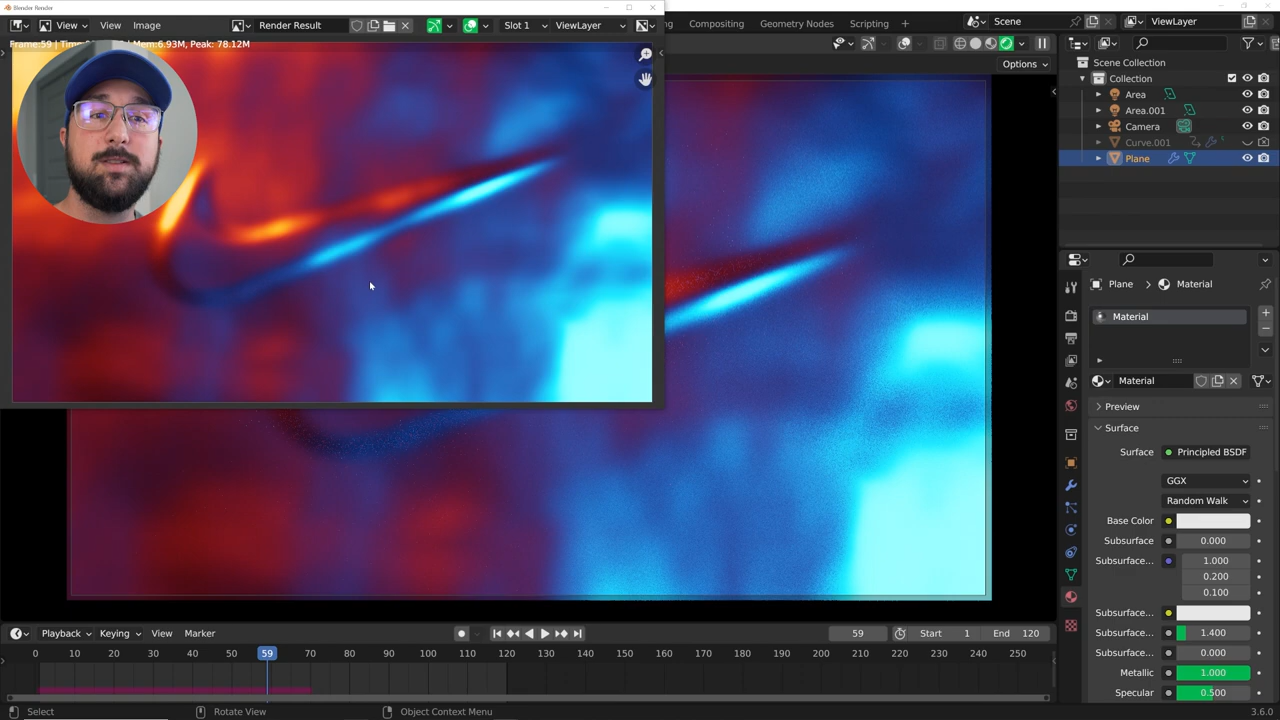 Blender Render
View View Image Render Result Slot 1 ViewLayer
Compositing Geometry Nodes Scripting Scene ViewLayer
Frame:59 | Time Mem:6.93M, Peak: 78.12M
Options
Scene Collection
Collection
Area
Area.001
Camera
Curve.001
Plane
Plane > Material
Material
Material
Preview
Surface
Surface Principled BSDF
GGX
Random Walk
Base Color
Subsurface 0.000
Subsurface... 1.000
0.200
0.100
Subsurface...
Subsurface... 1.400
Subsurface... 0.000
Metallic 1.000
Specular 0.500
Playback Keying View Marker 59 Start 1 End 120
0 10 20 30 40 50 59 70 80 90 100 110 120 130 140 150 160 170 180 190 200 210 220 230 240 250
Select Rotate View Object Context Menu 3.6.0